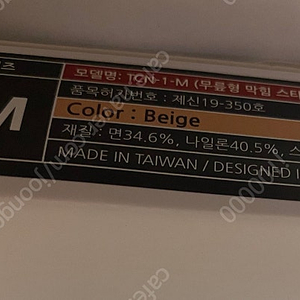 즈
모델명: TCN-1-M (무릎형 막힘 스타
품목허가번호 : 제신19-350호
M
Color : Beige
재질 : 면34.6%, 나일론40.5%, 스
MADE IN TAIWAN / DESIGNED I